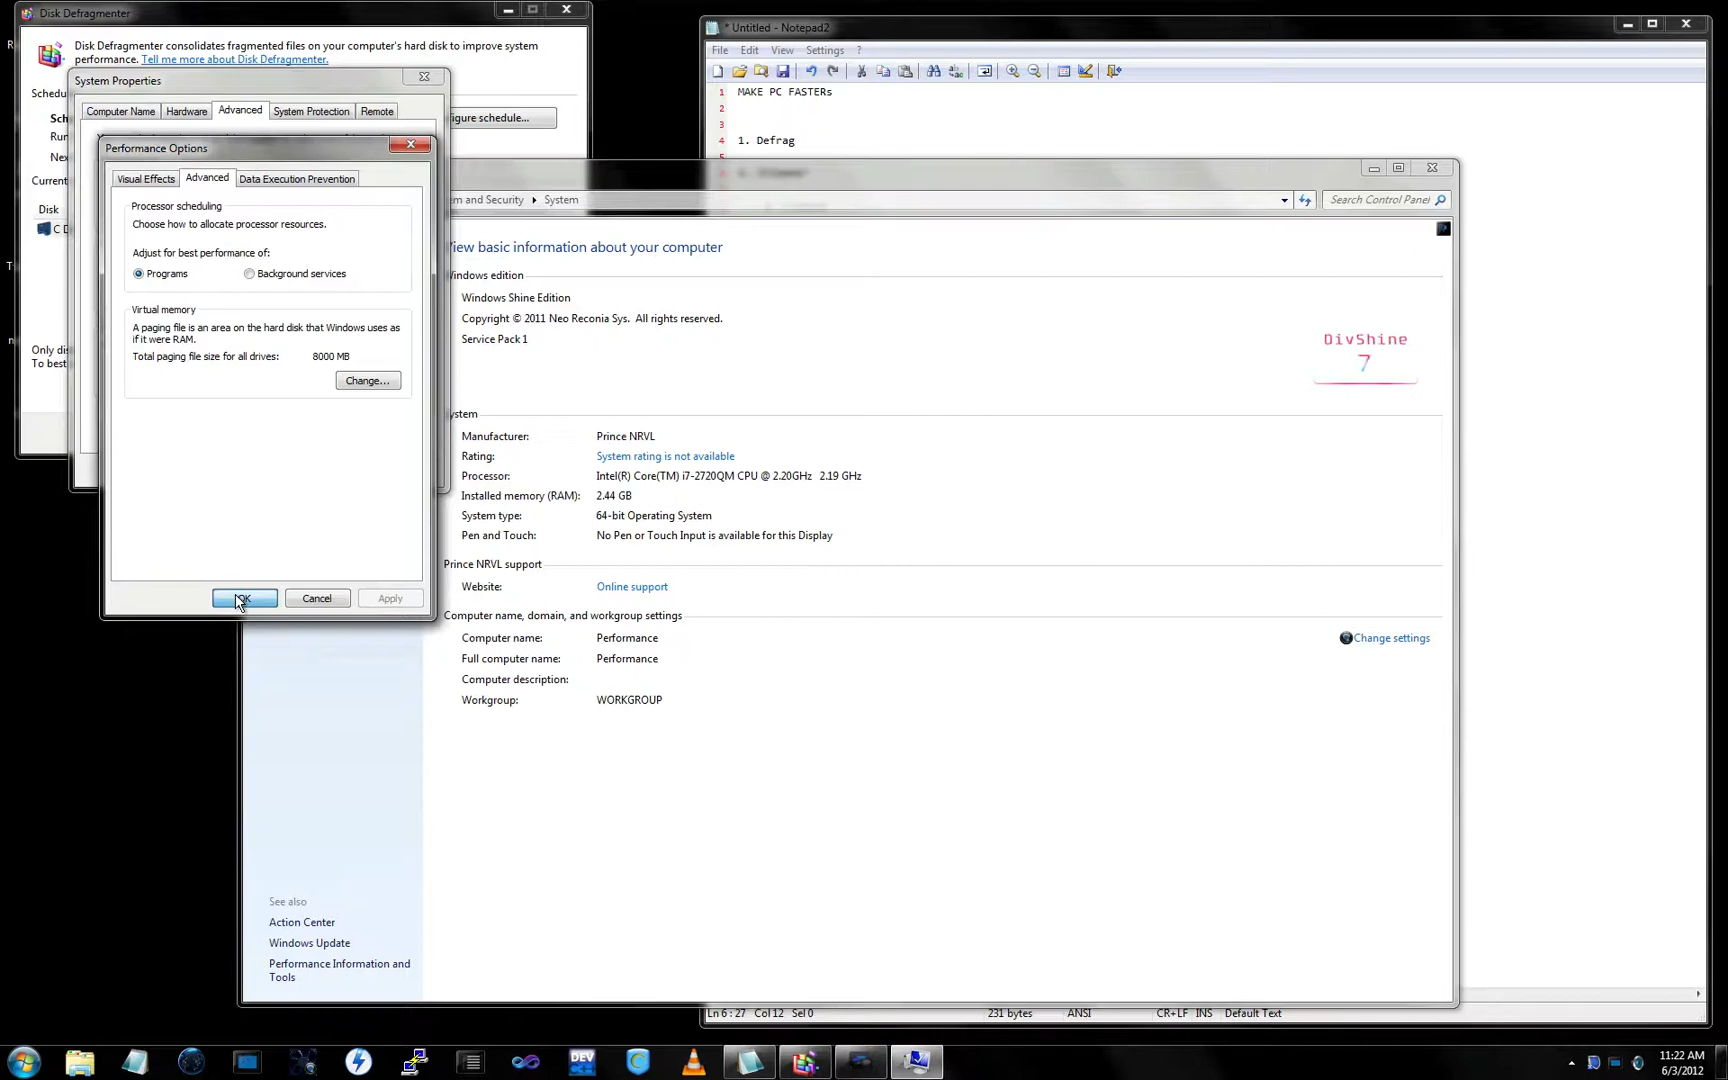 Disk Defragmenter
Disk Defragmenter consolidates fragmented files on your computer's hard disk to improve system
performance. Tell me more about Disk Defragmenter.
System Properties
Computer Name
Hardware
Advanced
System Protection
Remote
Performance Options
Visual Effects
Advanced
Data Execution Prevention
Processor scheduling
Choose how to allocate processor resources.
Adjust for best performance of:
Programs
Background services
Virtual memory
A paging file is an area on the hard disk that Windows uses as
if it were RAM.
Total paging file size for all drives: 8000 MB
Change...
OK
Cancel
Apply
Run
Next
Current
Disk
Only
To best
schedule...
* Untitled - Notepad2
File Edit View Settings ?
1 MAKE PC FASTERs
2
3
4 1. Defrag
and Security
System
Search Control Panel
View basic information about your computer
Windows edition
Windows Shine Edition
Copyright © 2011 Neo Reconia Sys. All rights reserved.
Service Pack 1
DivShine
7
System
Manufacturer: Prince NRVL
Rating: System rating is not available
Processor: Intel(R) Core(TM) i7-2720QM CPU @ 2.20GHz 2.19 GHz
Installed memory (RAM): 2.44 GB
System type: 64-bit Operating System
Pen and Touch: No Pen or Touch Input is available for this Display
Prince NRVL support
Website: Online support
Computer name, domain, and workgroup settings
Computer name: Performance
Change settings
Full computer name: Performance
Computer description:
Workgroup: WORKGROUP
See also
Action Center
Windows Update
Performance Information and
Tools
Ln 6 : 27 Col 12 Sel 0
231 bytes
ANSI
CR+LF INS Default Text
DEV
11:22 AM
6/3/2012